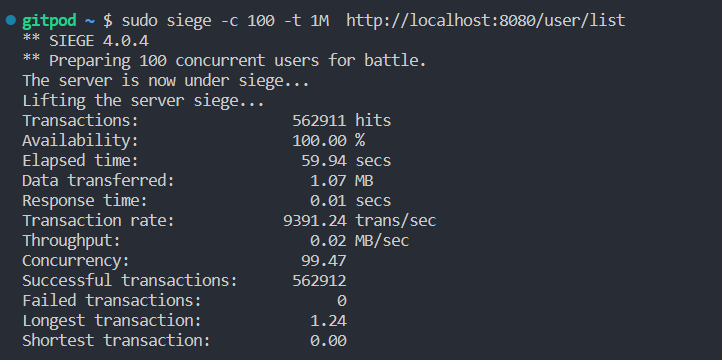 gitpod ~ $ sudo siege -c 100 -t 1M  http://localhost:8080/user/list
** SIEGE 4.0.4
** Preparing 100 concurrent users for battle.
The server is now under siege...
Lifting the server siege...
Transactions:                 562911 hits
Availability:                 100.00 %
Elapsed time:                  59.94 secs
Data transferred:               1.07 MB
Response time:                  0.01 secs
Transaction rate:            9391.24 trans/sec
Throughput:                     0.02 MB/sec
Concurrency:                   99.47
Successful transactions:      562912
Failed transactions:               0
Longest transaction:            1.24
Shortest transaction:           0.00